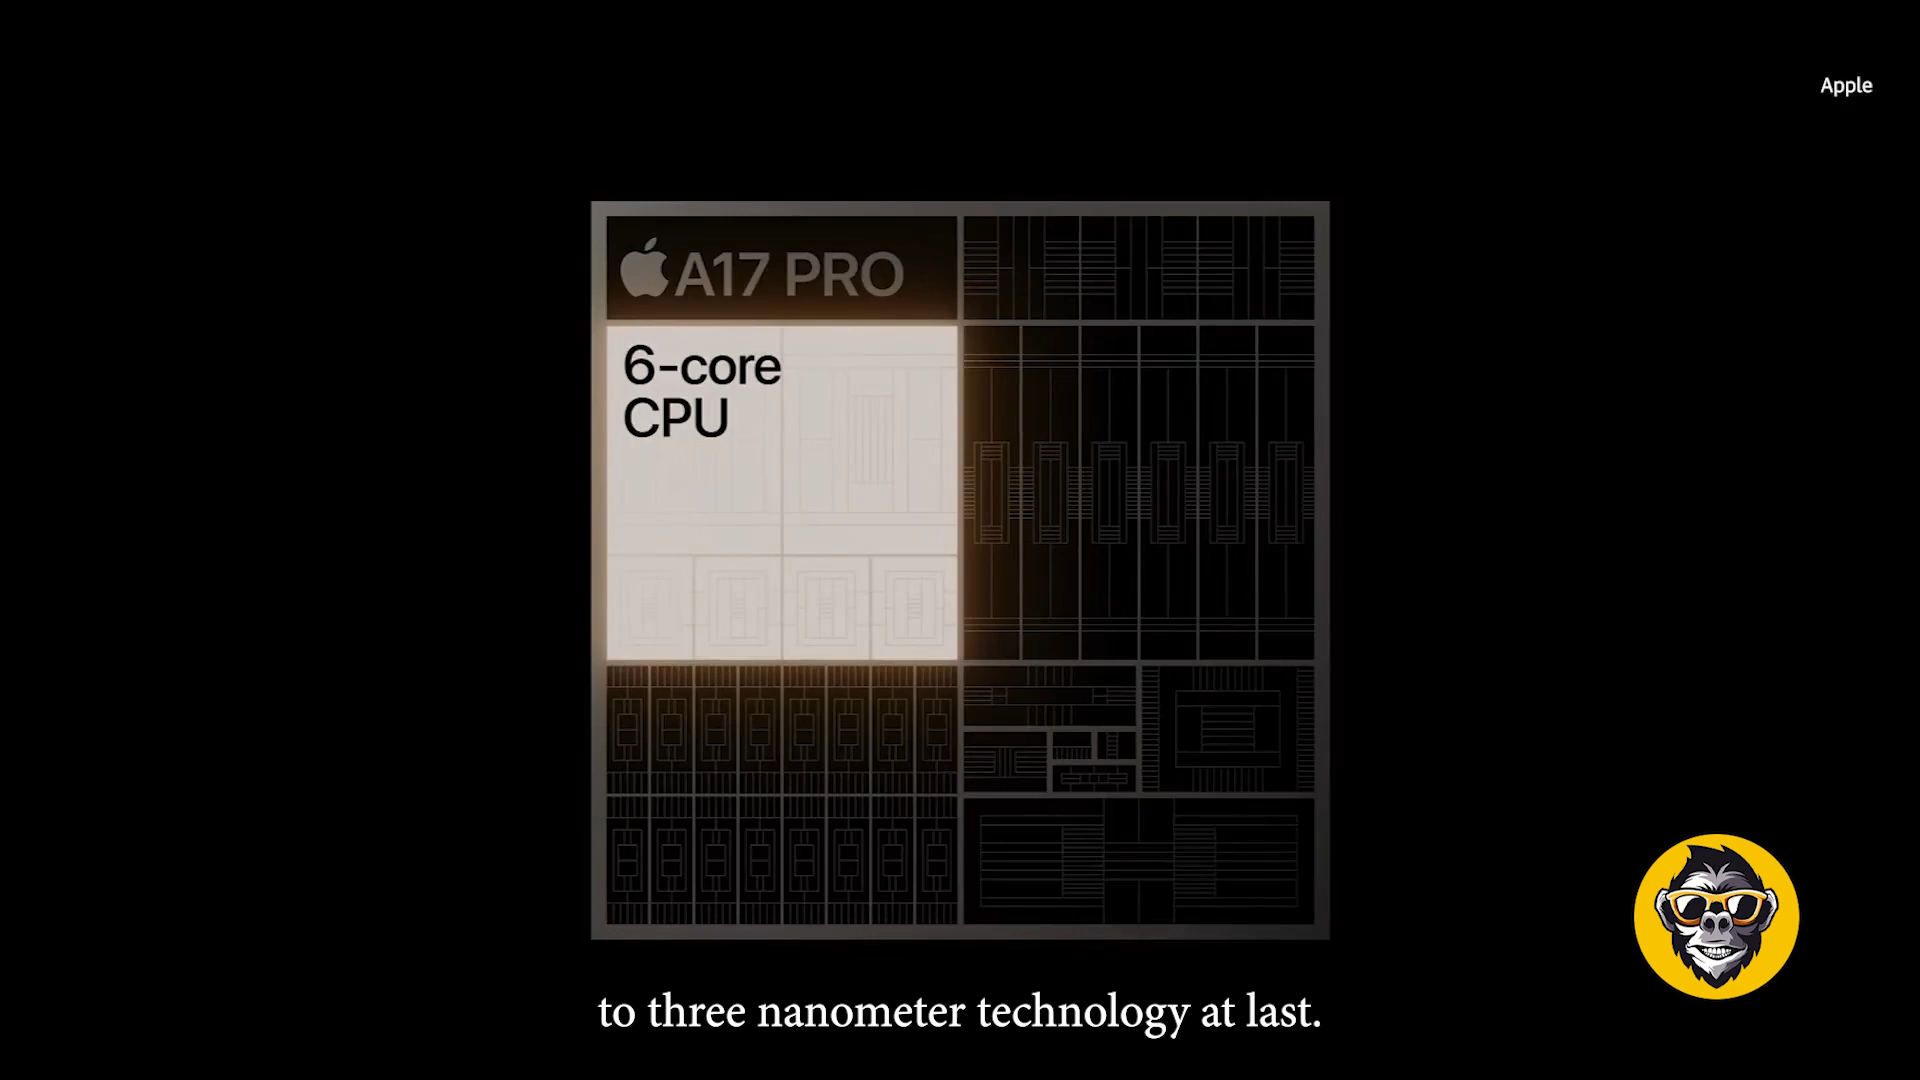 Apple
A17 PRO
6-core
CPU
to three nanometer technology at last.